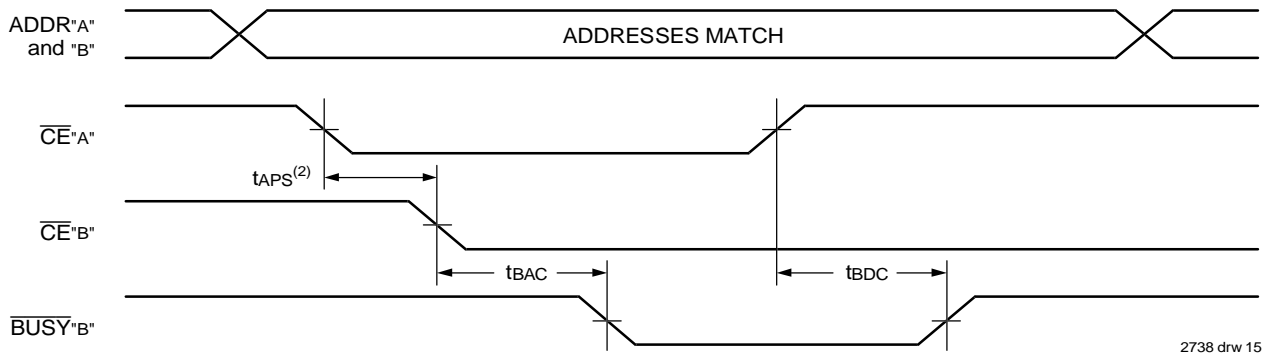 ADDR"A"
and "B"
ADDRESSES MATCH
CE"A"
tAPS(2)
CE"B"
tBAC
tBDC
BUSY"B"
2738 drw 15